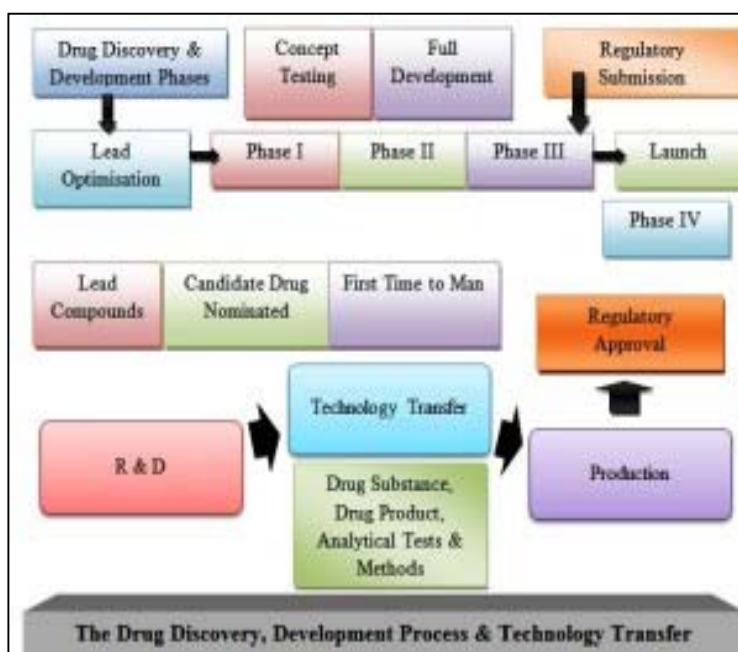 Drug Discovery &
Development Phases
Concept
Testing
Full
Development
Regulatory
Submission
Lead
Optimisation
Phase I
Phase II
Phase III
Launch
Phase IV
Lead
Compounds
Candidate Drug
Nominated
First Time to Man
Regulatory
Approval
R & D
Technology Transfer
Drug Substance,
Drug Product,
Analytical Tests &
Methods
Production
The Drug Discovery, Development Process & Technology Transfer